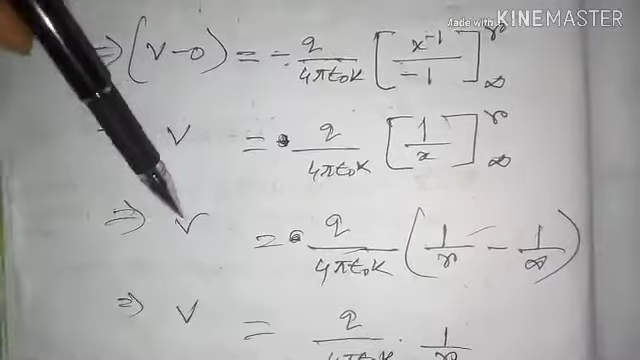 Made with KINEMASTER
⇒ (V-0) = - q/4πε₀K [x⁻¹/-1]^r_∞
V = q/4πε₀K [1/x]^r_∞
⇒ V = q/4πε₀K (1/r - 1/∞)
⇒ V = q/4πε₀K · 1/r